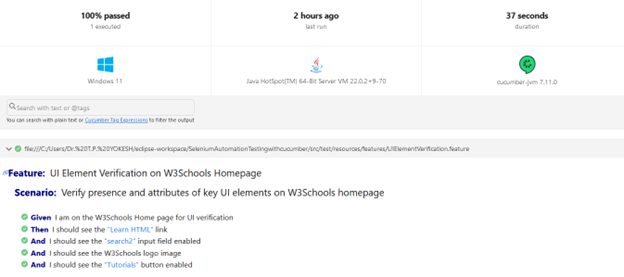 100% passed
1 executed
2 hours ago
last run
37 seconds
duration
Windows 11
Java HotSpot(TM) 64-Bit Server VM 22.0.2+9-70
cucumber-jvm 7.11.0
Search with text or @tags
You can search with plain text or Cucumber Tag Expressions to filter the output
file:///C:/Users/Dr.%20T.P.%20YOKESH/eclipse-workspace/SeleniumAutomationTestingwithcucumber/src/test/resources/features/UIElementVerification.feature
Feature: UI Element Verification on W3Schools Homepage
Scenario: Verify presence and attributes of key UI elements on W3Schools homepage
Given I am on the W3Schools Home page for UI verification
Then I should see the "Learn HTML" link
And I should see the "search2" input field enabled
And I should see the W3Schools logo image
And I should see the "Tutorials" button enabled